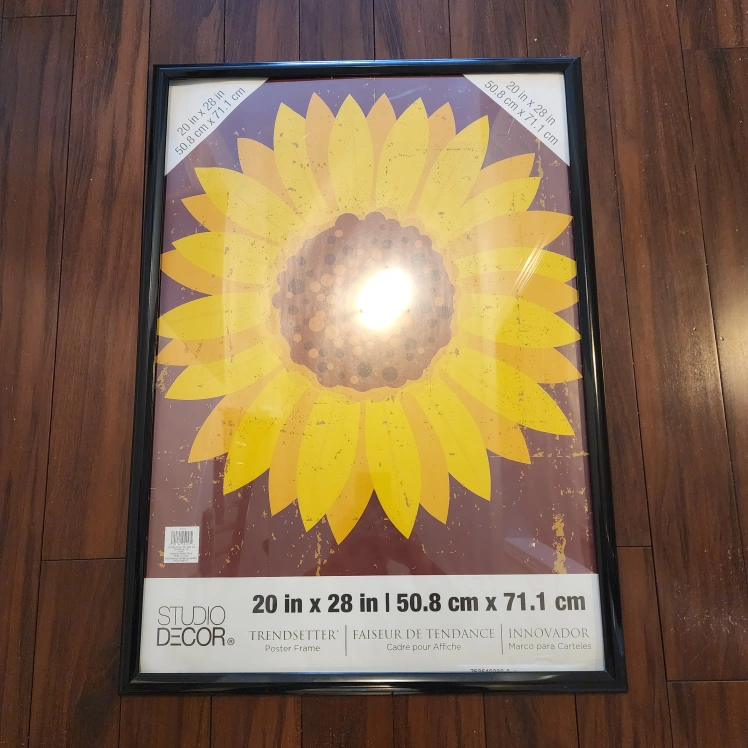 20 in x 28 in
50.8 cm x 71.1 cm
20 in x 28 in
50.8 cm x 71.1 cm
20 in x 28 in | 50.8 cm x 71.1 cm
STUDIO
DECOR®
TRENDSETTER™ | FAISEUR DE TENDANCE | INNOVADOR
Poster Frame | Cadre pour Affiche | Marco para Carteles